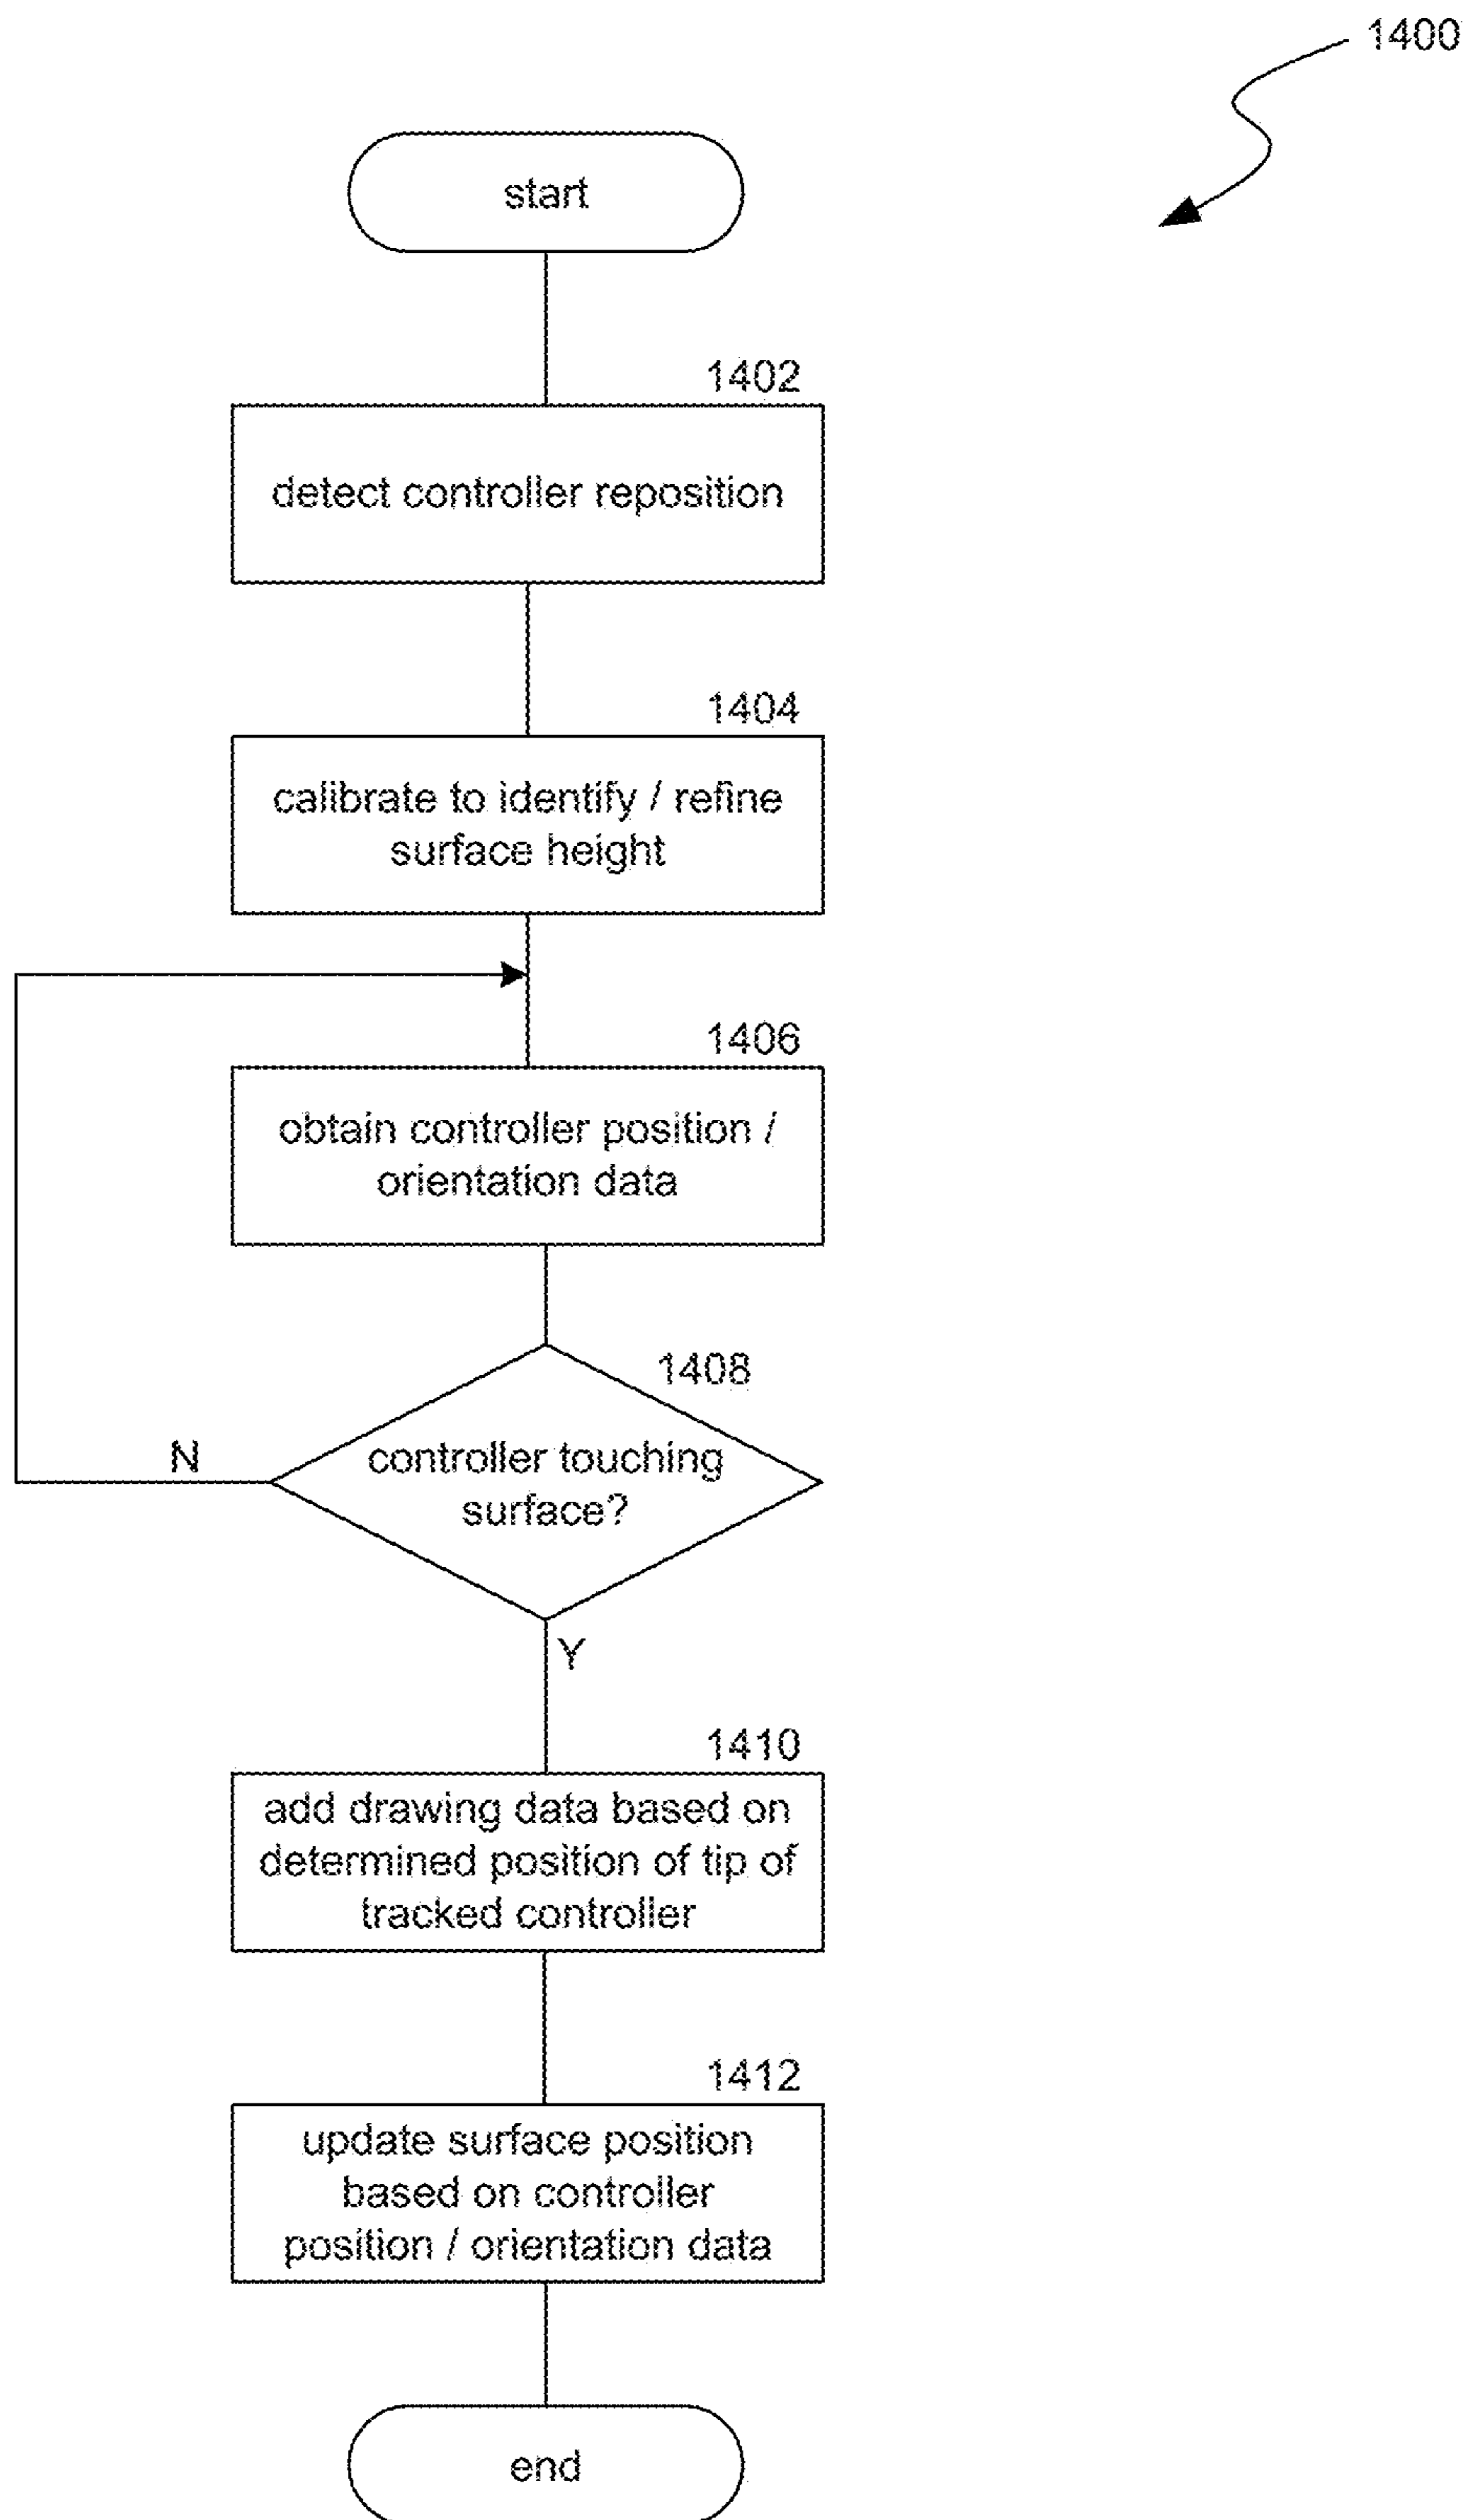 1400
start
1402
detect controller reposition
1404
calibrate to identify / refine
surface height
1406
obtain controller position /
orientation data
1408
controller touching
surface?
N
Y
1410
add drawing data based on
determined position of tip of
tracked controller
1412
update surface position
based on controller
position / orientation data
end